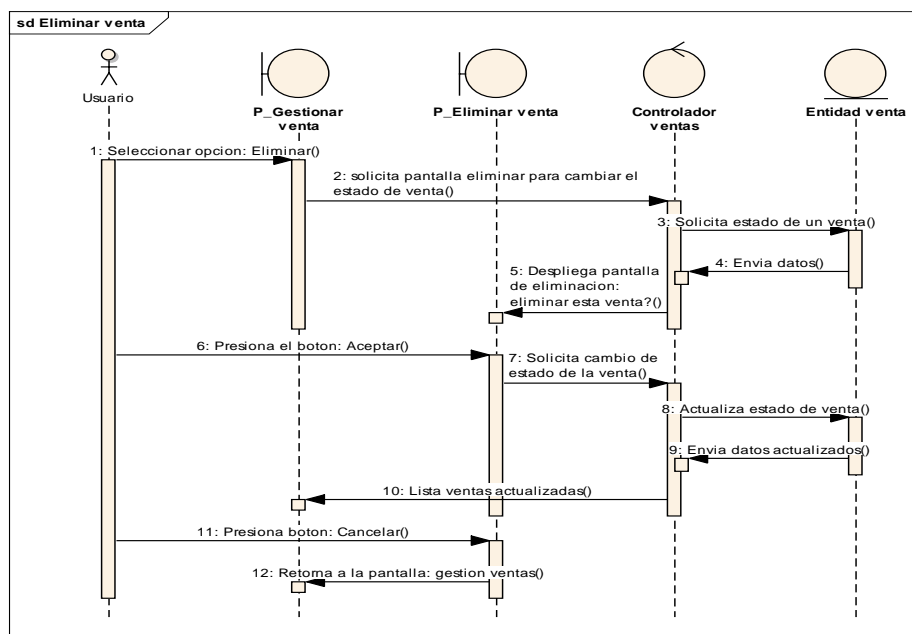 sd Eliminar venta
Usuario
P_Gestionar
venta
P_Eliminar venta
Controlador
ventas
Entidad venta
1: Seleccionar opcion: Eliminar()
2: solicita pantalla eliminar para cambiar el
estado de venta()
3: Solicita estado de un venta()
4: Envia datos()
5: Despliega pantalla
de eliminacion:
eliminar esta venta?()
6: Presiona el boton: Aceptar()
7: Solicita cambio de
estado de la venta()
8: Actualiza estado de venta()
9: Envia datos actualizados()
10: Lista ventas actualizadas()
11: Presiona boton: Cancelar()
12: Retorna a la pantalla: gestion ventas()